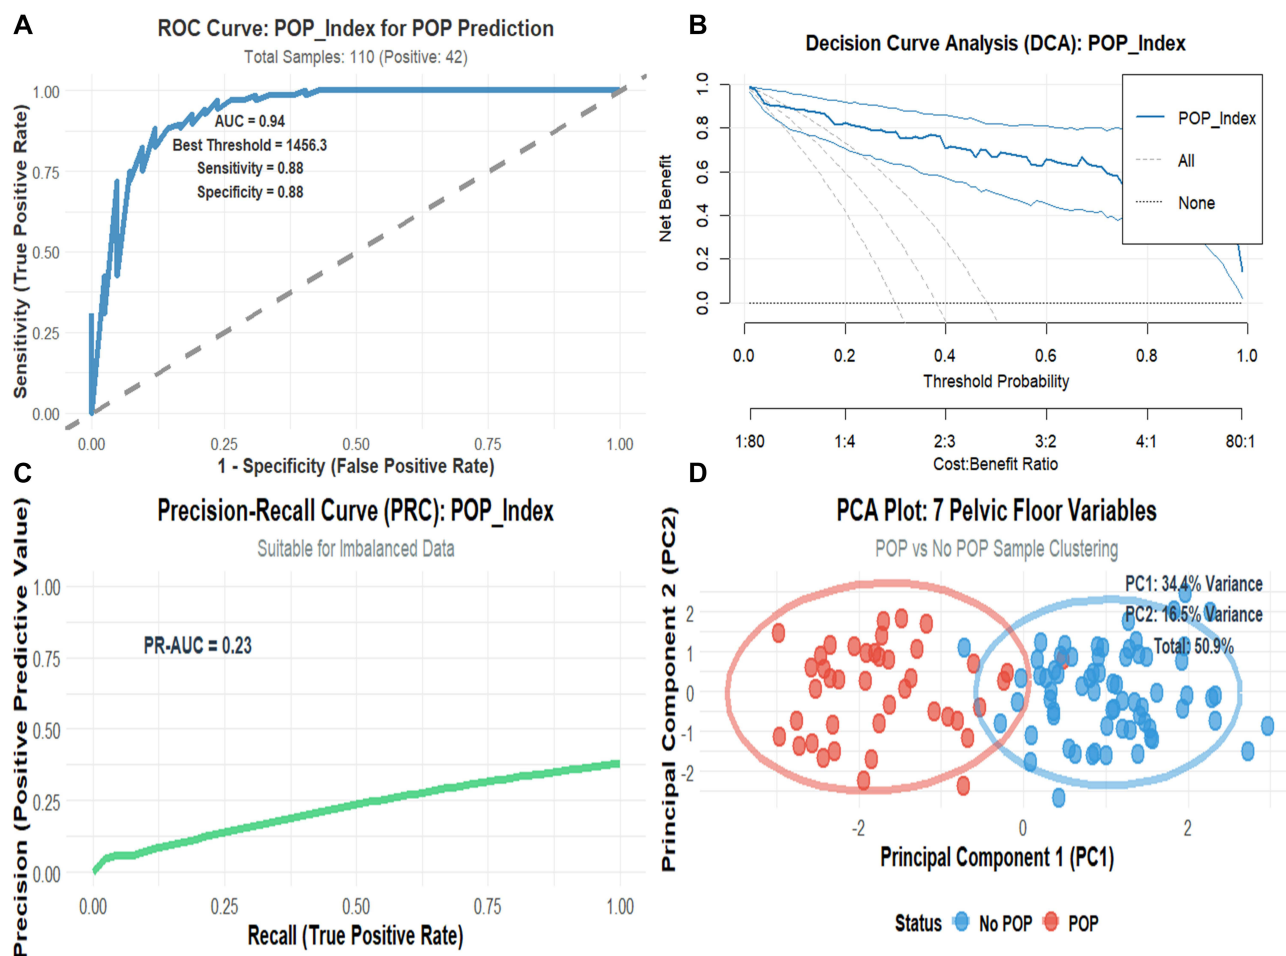 A
ROC Curve: POP_Index for POP Prediction
Total Samples: 110 (Positive: 42)
Sensitivity (True Positive Rate)
1.00
0.75
0.50
0.25
0.00
AUC = 0.94
Best Threshold = 1456.3
Sensitivity = 0.88
Specificity = 0.88
0.00 0.25 0.50 0.75 1.00
1 - Specificity (False Positive Rate)
B
Decision Curve Analysis (DCA): POP_Index
Net Benefit
1.0
0.8
0.6
0.4
0.2
0.0
POP_Index
All
None
0.0 0.2 0.4 0.6 0.8 1.0
Threshold Probability
1:80 1:4 2:3 3:2 4:1 80:1
Cost:Benefit Ratio
C
Precision-Recall Curve (PRC): POP_Index
Suitable for Imbalanced Data
Precision (Positive Predictive Value)
1.00
0.75
0.50
0.25
0.00
PR-AUC = 0.23
0.00 0.25 0.50 0.75 1.00
Recall (True Positive Rate)
D
PCA Plot: 7 Pelvic Floor Variables
POP vs No POP Sample Clustering
Principal Component 2 (PC2)
2
1
0
-1
-2
PC1: 34.4% Variance
PC2: 16.5% Variance
Total: 50.9%
-2 0 2
Principal Component 1 (PC1)
Status No POP POP